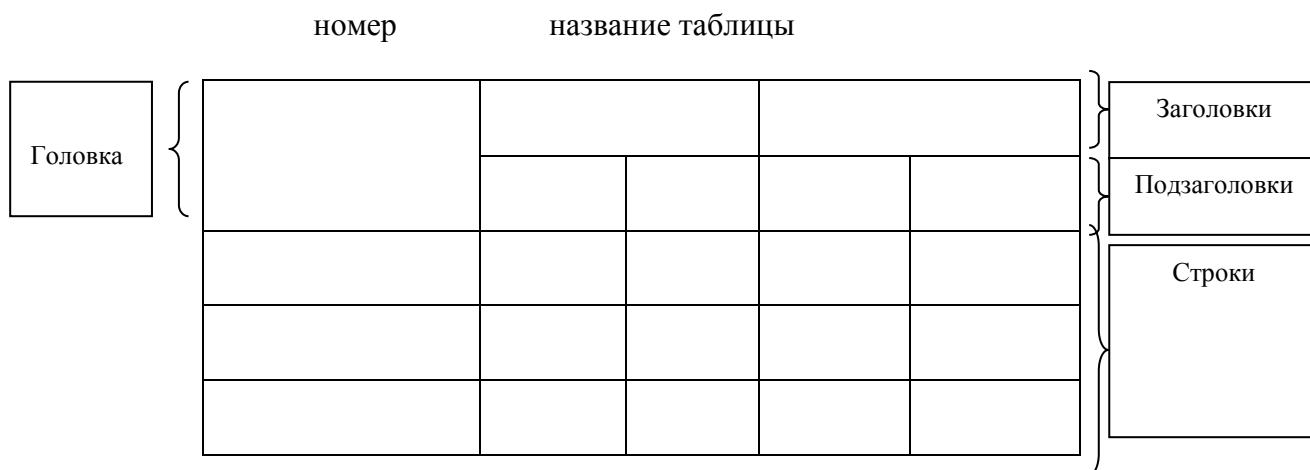 номер название таблицы
Головка
Заголовки
Подзаголовки
Строки